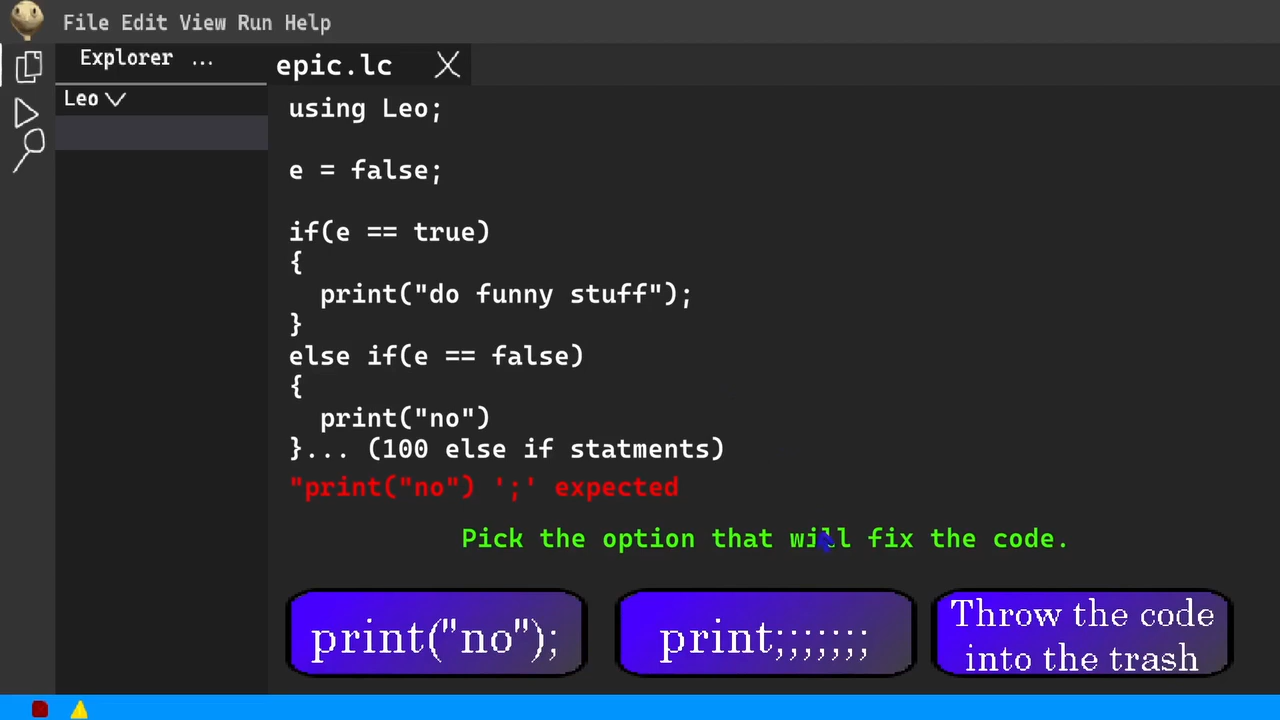 File Edit View Run Help
Explorer ...
epic.lc
Leo
using Leo;
e = false;
if(e == true)
{
print("do funny stuff");
}
else if(e == false)
{
print("no")
}... (100 else if statments)
"print("no") ';' expected
Pick the option that will fix the code.
print("no");
print;;;;;;;
Throw the code
into the trash